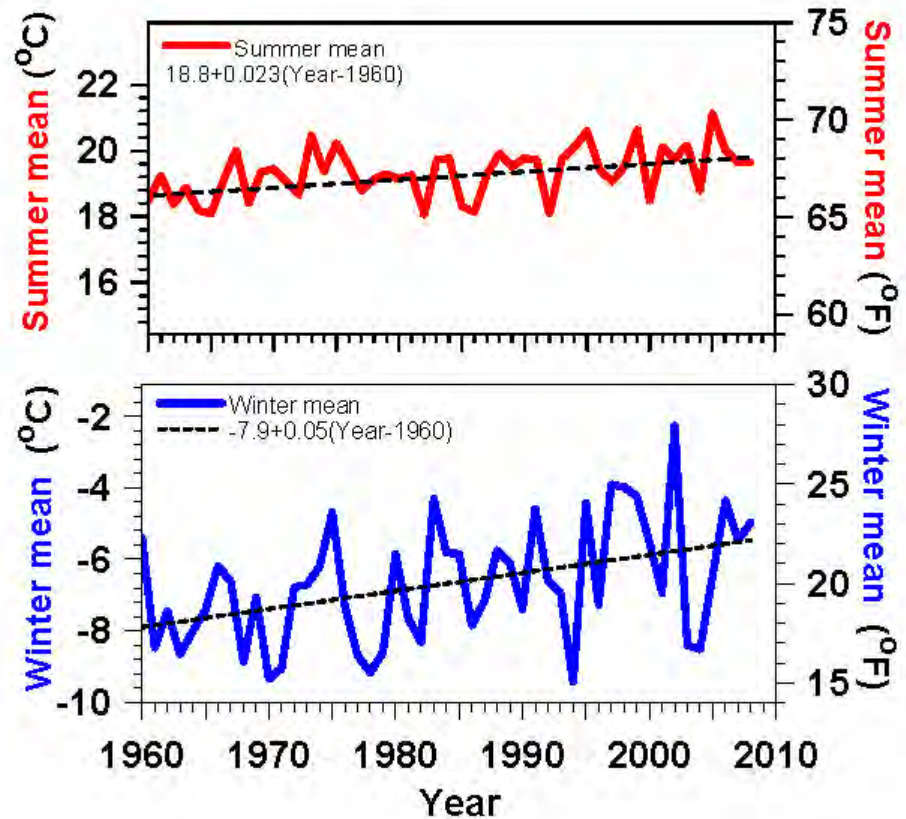 Summer mean (°C)
22
20
18
16
Summer mean
18.8+0.023(Year-1960)
75
70
65
60
Summer mean (°F)
Winter mean (°C)
-2
-4
-6
-8
-10
Winter mean
-7.9+0.05(Year-1960)
30
25
20
15
Winter mean (°F)
1960 1970 1980 1990 2000 2010
Year